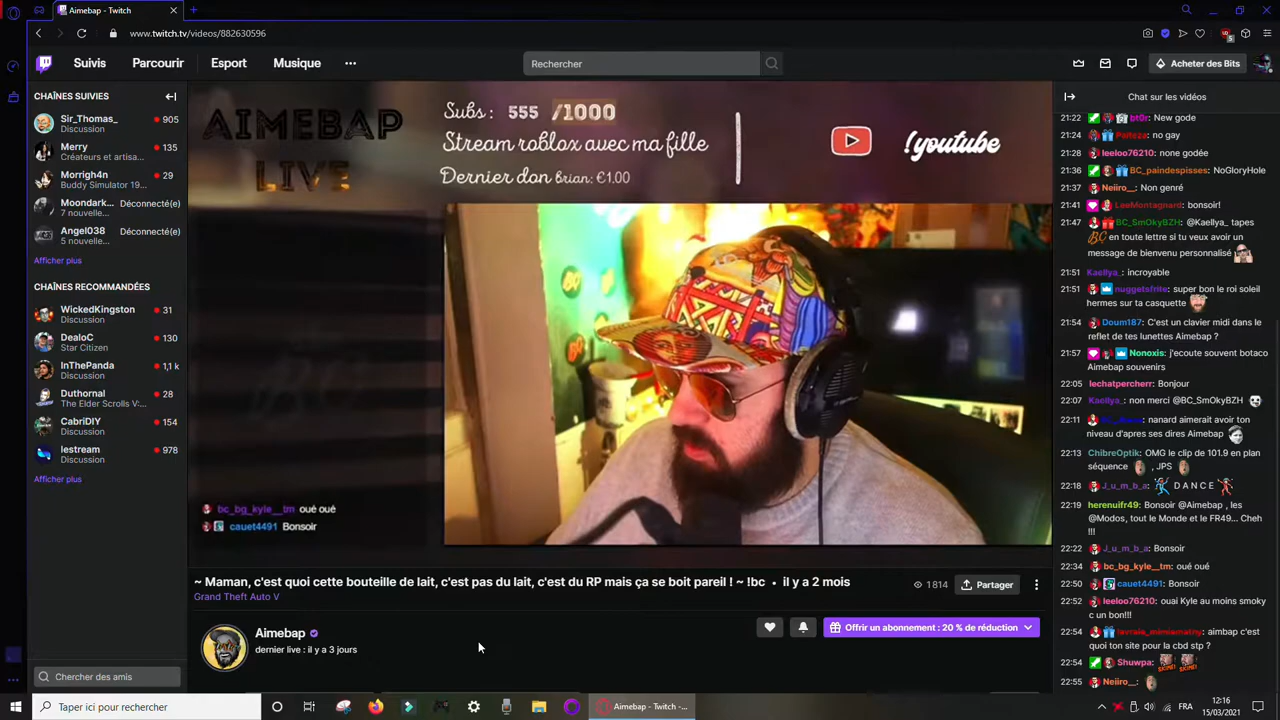 Aimebap - Twitch
www.twitch.tv/videos/882630596
Suivis
Parcourir
Esport
Musique
Rechercher
Acheter des Bits
CHAÎNES SUIVIES
Sir_Thomas_
905
Discussion
Merry
135
Créateurs et artisa...
Morrigh4n
29
Buddy Simulator 19...
Moondark...
Déconnecté(e)
7 nouvelle...
Angel038
Déconnecté(e)
5 nouvel...
Afficher plus
CHAÎNES RECOMMANDÉES
WickedKingston
31
Discussion
DealoC
130
Star Citizen
InThePanda
1,1 k
Discussion
Duthornal
28
The Elder Scrolls V:...
CabriDIY
154
Discussion
lestream
978
Discussion
Afficher plus
Chercher des amis
AIMEBAP
LIVE
Subs : 555 /1000
Stream roblox avec ma fille
Dernier don brian: €1.00
!youtube
bc_bg_kyle__tm oué oué
cauet4491 Bonsoir
~ Maman, c'est quoi cette bouteille de lait, c'est pas du lait, c'est du RP mais ça se boit pareil ! ~ !bc • il y a 2 mois
Grand Theft Auto V
1 814
Partager
Aimebap
dernier live : il y a 3 jours
Offrir un abonnement : 20 % de réduction
Chat sur les vidéos
21:22 bt0r: New gode
21:24 Paiteza: no gay
21:28 leeloo76210: none godée
21:36 BC_paindespisses: NoGloryHole
21:37 Neiiro__: Non genré
21:41 LeeMontagnard: bonsoir!
21:47 BC_SmOkyBZH: @Kaellya_ tapes
BC en toute lettre si tu veux avoir un
message de bienvenu personnalisé
21:51 Kaellya_: incroyable
21:51 nuggetsfrite: super bon le roi soleil
hermes sur ta casquette
21:54 Doum187: C'est un clavier midi dans le
reflet de tes lunettes Aimebap ?
21:57 Nonoxis: j'ecoute souvent botaco
Aimebap souvenirs
22:05 lechatpercherr: Bonjour
22:07 Kaellya_: non merci @BC_SmOkyBZH
22:11 nanard aimerait avoir ton
niveau d'apres ses dires Aimebap
22:13 ChibreOptik: OMG le clip de 101.9 en plan
séquence , JPS
22:18 J_u_m_b_a: D A N C E
22:19 herenuifr49: Bonsoir @Aimebap , les
@Modos, tout le Monde et le FR49... Cheh
!!!
22:22 J_u_m_b_a: Bonsoir
22:34 bc_bg_kyle__tm: oué oué
22:50 cauet4491: Bonsoir
22:52 leeloo76210: ouai Kyle au moins smoky
c un bon!!!
22:54 aimbap c'est
quoi ton site pour la cbd stp ?
22:54 Shuwpa:
22:55 Neiiro__:
Taper ici pour rechercher
Aimebap - Twitch -...
FRA
12:16
15/03/2021